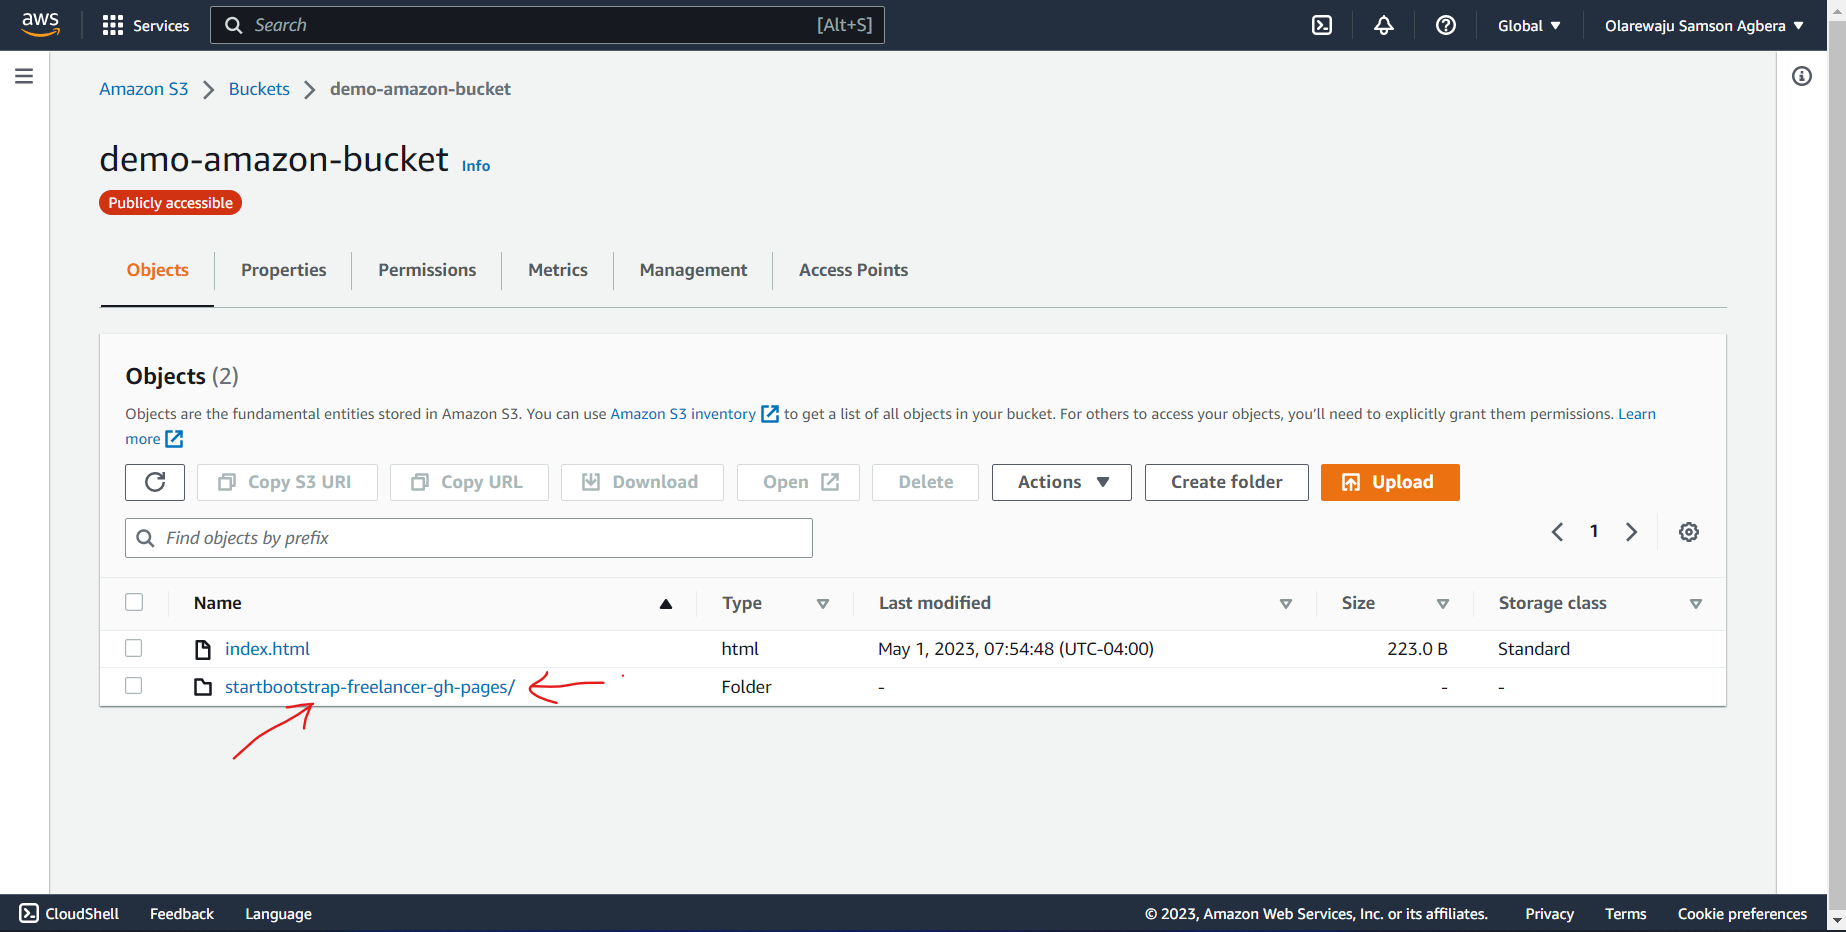 aws Services Search [Alt+S] Global Olarewaju Samson Agbera
Amazon S3 Buckets demo-amazon-bucket
demo-amazon-bucket Info
Publicly accessible
Objects Properties Permissions Metrics Management Access Points
Objects (2)
Objects are the fundamental entities stored in Amazon S3. You can use Amazon S3 inventory to get a list of all objects in your bucket. For others to access your objects, you'll need to explicitly grant them permissions. Learn
more
Copy S3 URI Copy URL Download Open Delete Actions Create folder Upload
Find objects by prefix 1
Name Type Last modified Size Storage class
index.html html May 1, 2023, 07:54:48 (UTC-04:00) 223.0 B Standard
startbootstrap-freelancer-gh-pages/ Folder - - -
CloudShell Feedback Language © 2023, Amazon Web Services, Inc. or its affiliates. Privacy Terms Cookie preferences